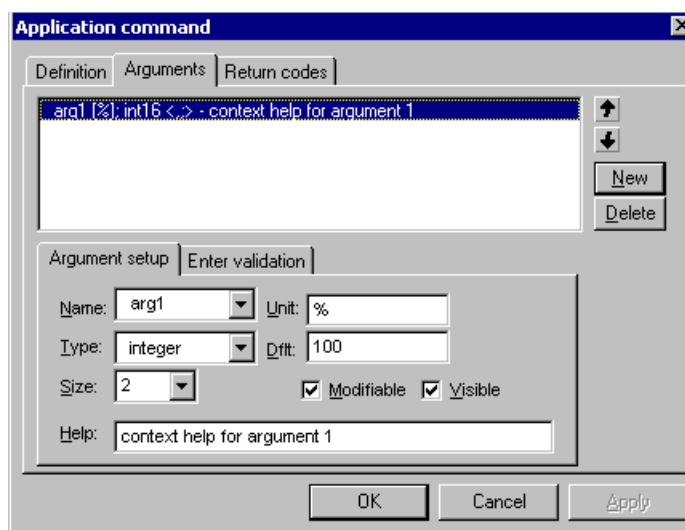 Application command
Definition Arguments Return codes
arg1 [%]; int16 <,,> - context help for argument 1
New
Delete
Argument setup Enter validation
Name: arg1 Unit: %
Type: integer Dflt: 100
Size: 2 Modifiable Visible
Help: context help for argument 1
OK Cancel Apply